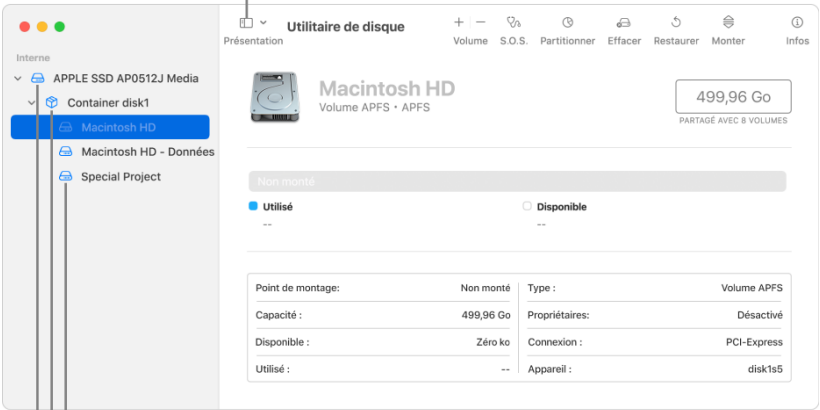 Utilitaire de disque
Présentation
Volume
S.O.S.
Partitionner
Effacer
Restaurer
Monter
Infos
Interne
APPLE SSD AP0512J Media
Container disk1
Macintosh HD
Macintosh HD - Données
Special Project
Macintosh HD
Volume APFS • APFS
499,96 Go
PARTAGÉ AVEC 8 VOLUMES
Non monté
Utilisé
--
Disponible
--
Point de montage: Non monté
Capacité : 499,96 Go
Disponible : Zéro ko
Utilisé : --
Type : Volume APFS
Propriétaires: Désactivé
Connexion : PCI-Express
Appareil : disk1s5